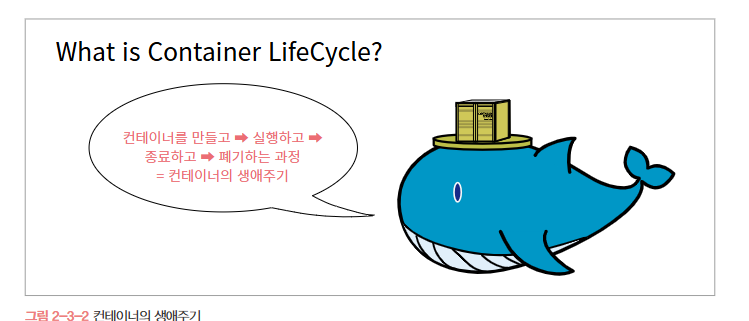 What is Container LifeCycle?
컨테이너를 만들고 ➡ 실행하고 ➡
종료하고 ➡ 폐기하는 과정
= 컨테이너의 생애주기
그림 2-3-2 컨테이너의 생애주기